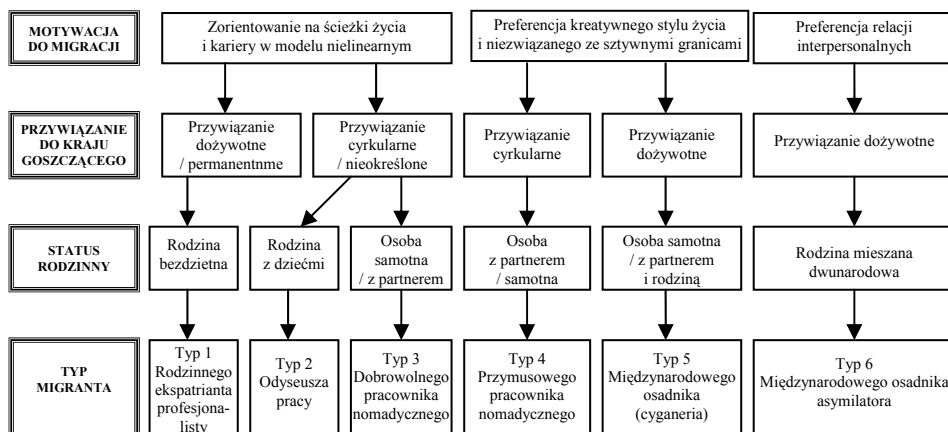 MOTYWACJA
DO MIGRACJI
Zorientowanie na ścieżki życia
i kariery w modelu nielinearnym
Preferencja kreatywnego stylu życia
i niezwiązanego ze sztywnymi granicami
Preferencja relacji
interpersonalnych
PRZYWIĄZANIE
DO KRAJU
GOSZCZĄCEGO
Przywiązanie
dożywotne
/ permanentnme
Przywiązanie
cyrkularne
/ nieokreślone
Przywiązanie
cyrkularne
Przywiązanie
dożywotne
Przywiązanie dożywotne
STATUS
RODZINNY
Rodzina
bezdzietna
Rodzina
z dziećmi
Osoba
samotna
/ z partnerem
Osoba
z partnerem
/ samotna
Osoba samotna
/ z partnerem
i rodziną
Rodzina mieszana
dwunarodowa
TYP
MIGRANTA
Typ 1
Rodzinnego
ekspatrianta
profesjona-
listy
Typ 2
Odyseusza
pracy
Typ 3
Dobrowolnego
pracownika
nomadycznego
Typ 4
Przymusowego
pracownika
nomadycznego
Typ 5
Międzynarodowego
osadnika
(cyganeria)
Typ 6
Międzynarodowego osadnika
asymilatora